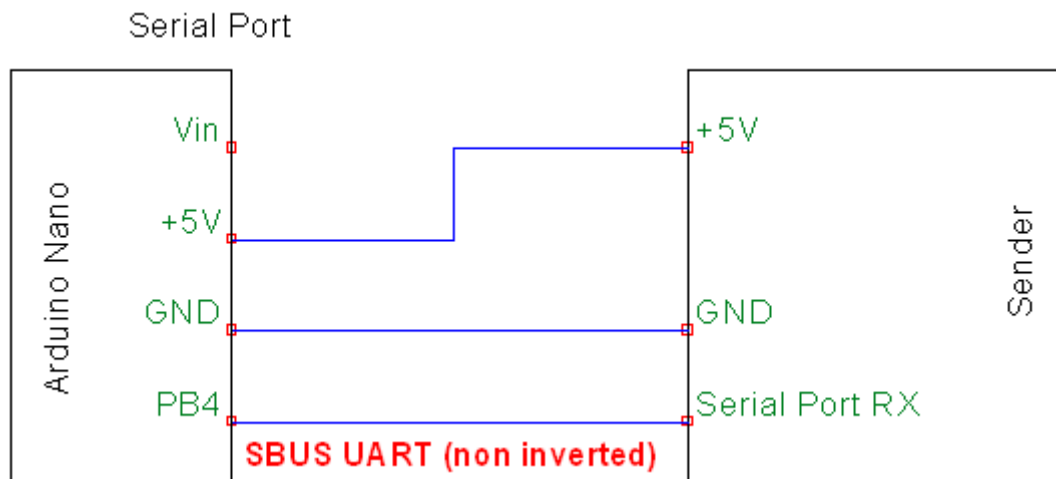 Serial Port
Arduino Nano
Vin
+5V
GND
PB4
+5V
GND
Serial Port RX
Sender
SBUS UART (non inverted)